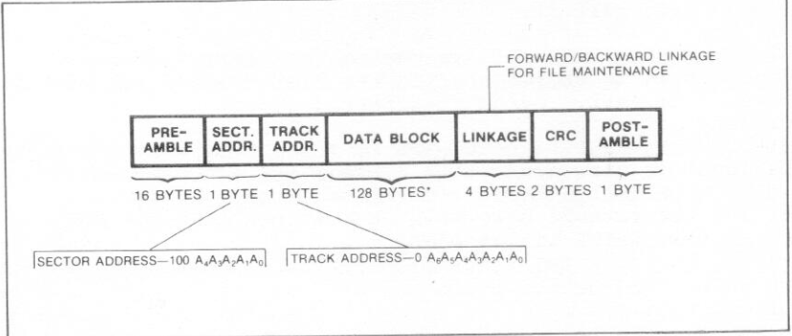 FORWARD/BACKWARD LINKAGE
FOR FILE MAINTENANCE
PRE-
AMBLE
SECT.
ADDR.
TRACK
ADDR.
DATA BLOCK
LINKAGE
CRC
POST-
AMBLE
16 BYTES 1 BYTE 1 BYTE 128 BYTES* 4 BYTES 2 BYTES 1 BYTE
SECTOR ADDRESS—100 A₄A₃A₂A₁A₀
TRACK ADDRESS—0 A₆A₅A₄A₃A₂A₁A₀